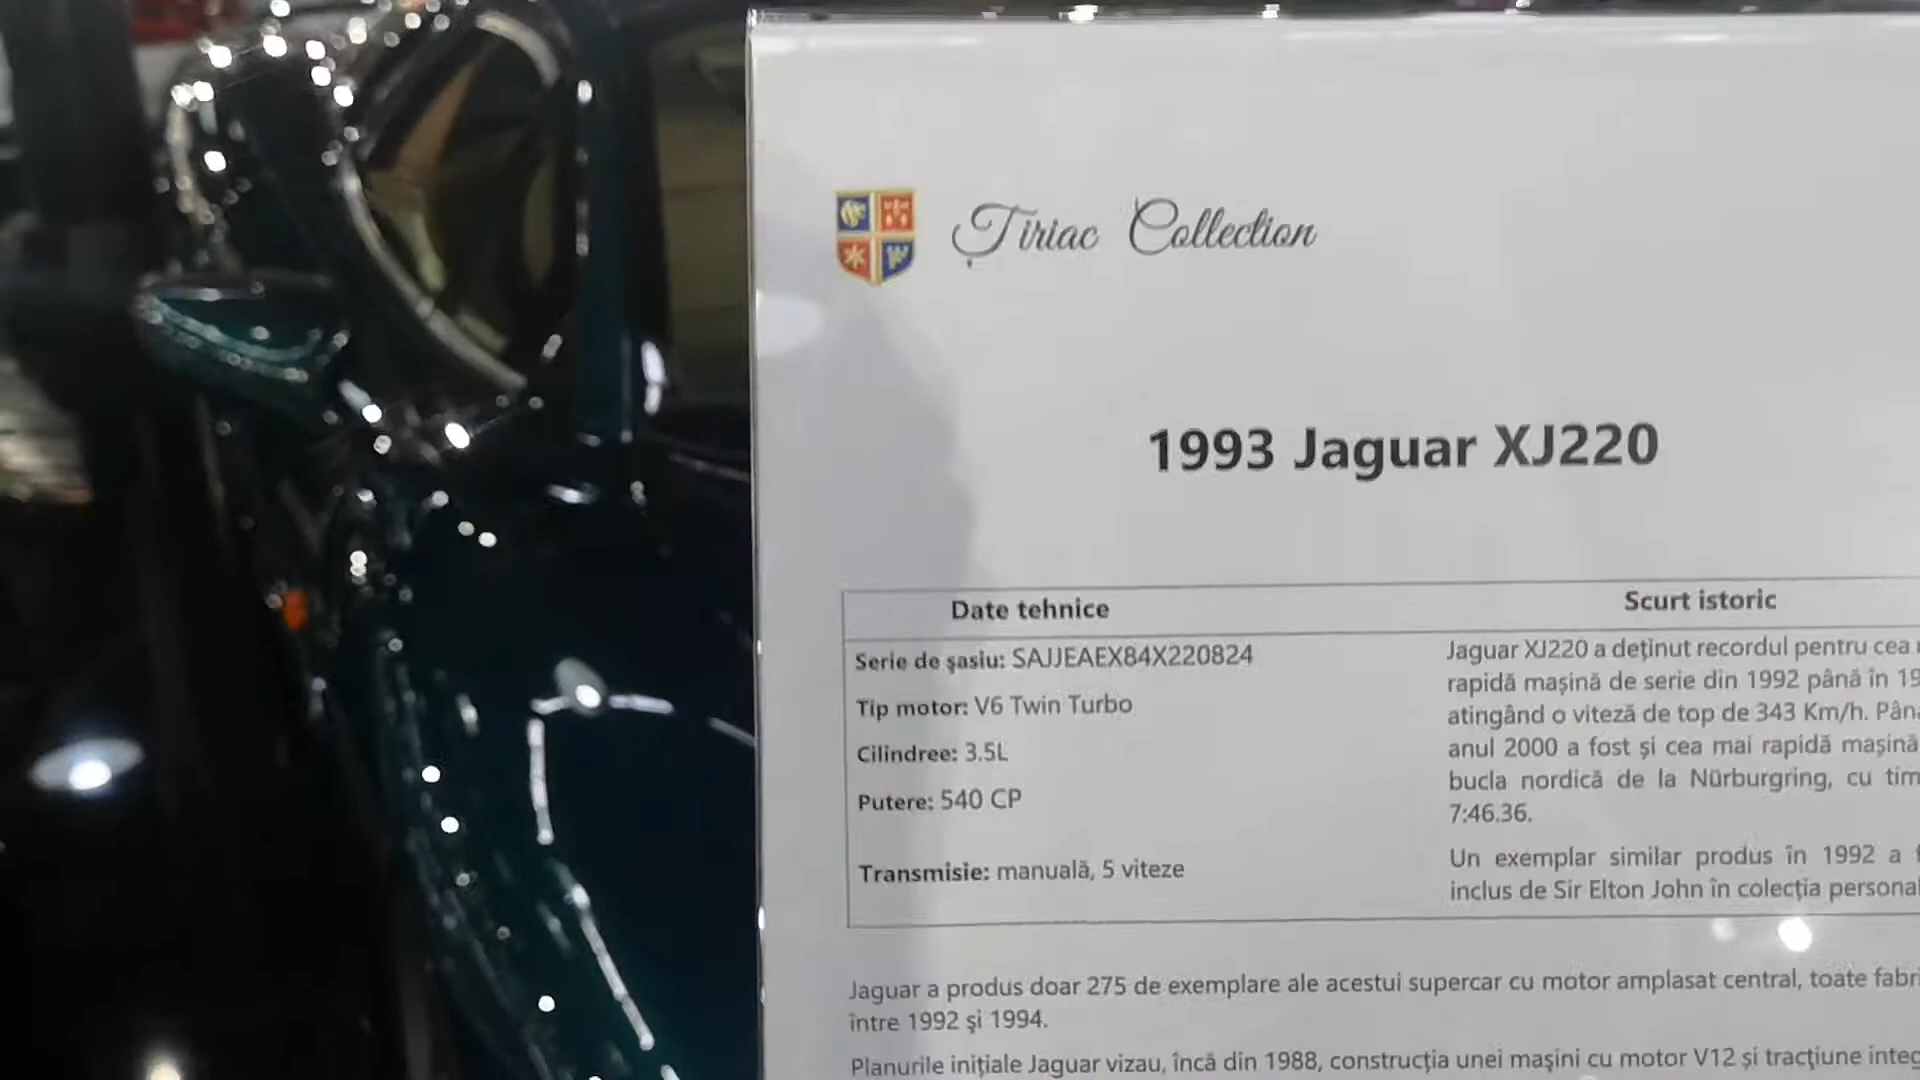 Țiriac Collection
1993 Jaguar XJ220
Date tehnice
Serie de șasiu: SAJJEAEX84X220824
Tip motor: V6 Twin Turbo
Cilindree: 3.5L
Putere: 540 CP
Transmisie: manuală, 5 viteze
Scurt istoric
Jaguar XJ220 a deținut recordul pentru cea
rapidă mașină de serie din 1992 până în 19
atingând o viteză de top de 343 Km/h. Pân
anul 2000 a fost și cea mai rapidă mașină
bucla nordică de la Nürburgring, cu tim
7:46.36.
Un exemplar similar produs în 1992 a f
inclus de Sir Elton John în colecția personal
Jaguar a produs doar 275 de exemplare ale acestui supercar cu motor amplasat central, toate fabri
între 1992 și 1994.
Planurile inițiale Jaguar vizau, încă din 1988, construcția unei mașini cu motor V12 și tracțiune integ